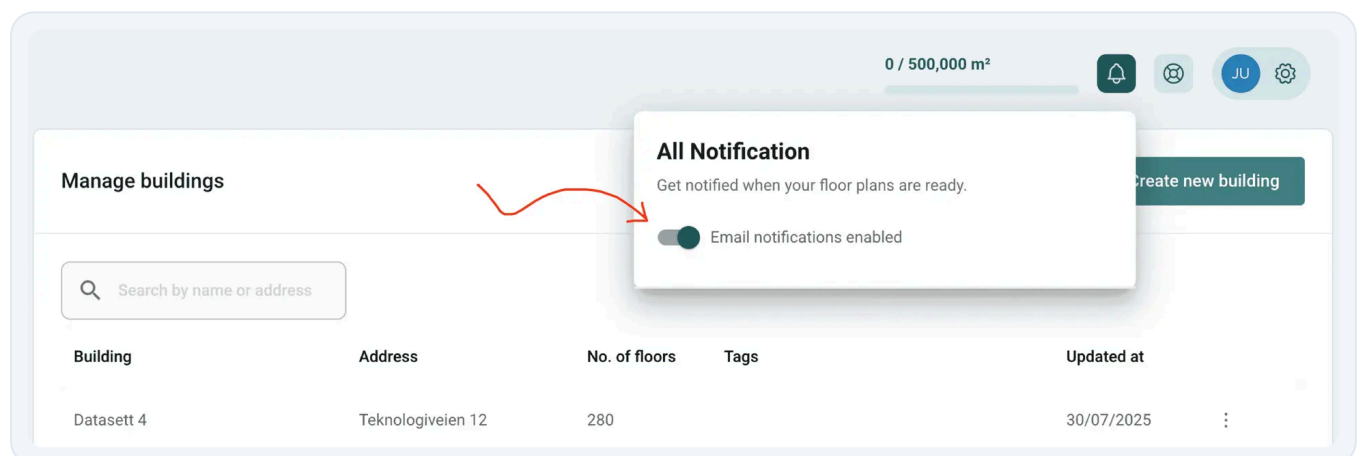 0 / 500,000 m²
JU
All Notification
Get notified when your floor plans are ready.
Email notifications enabled
Manage buildings
Create new building
Search by name or address
Building Address No. of floors Tags Updated at
Datasett 4 Teknologiveien 12 280 30/07/2025